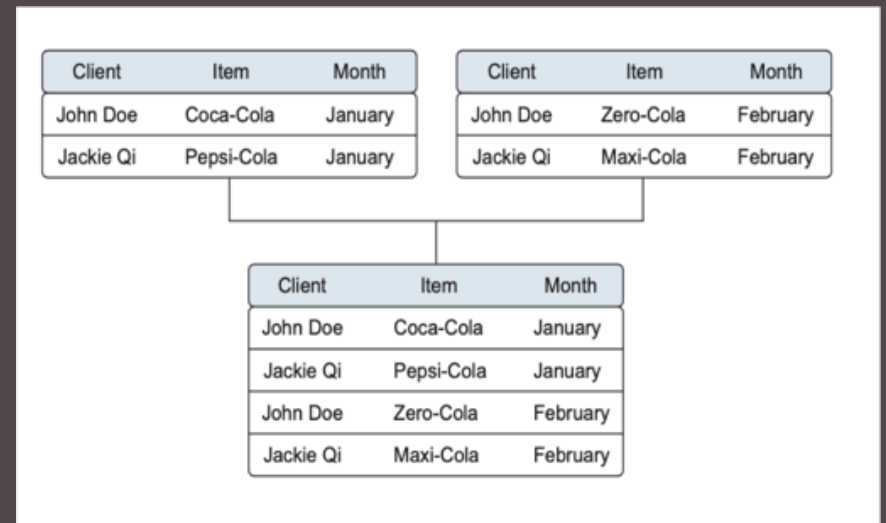 Client Item Month
John Doe Coca-Cola January
Jackie Qi Pepsi-Cola January
Client Item Month
John Doe Zero-Cola February
Jackie Qi Maxi-Cola February
Client Item Month
John Doe Coca-Cola January
Jackie Qi Pepsi-Cola January
John Doe Zero-Cola February
Jackie Qi Maxi-Cola February